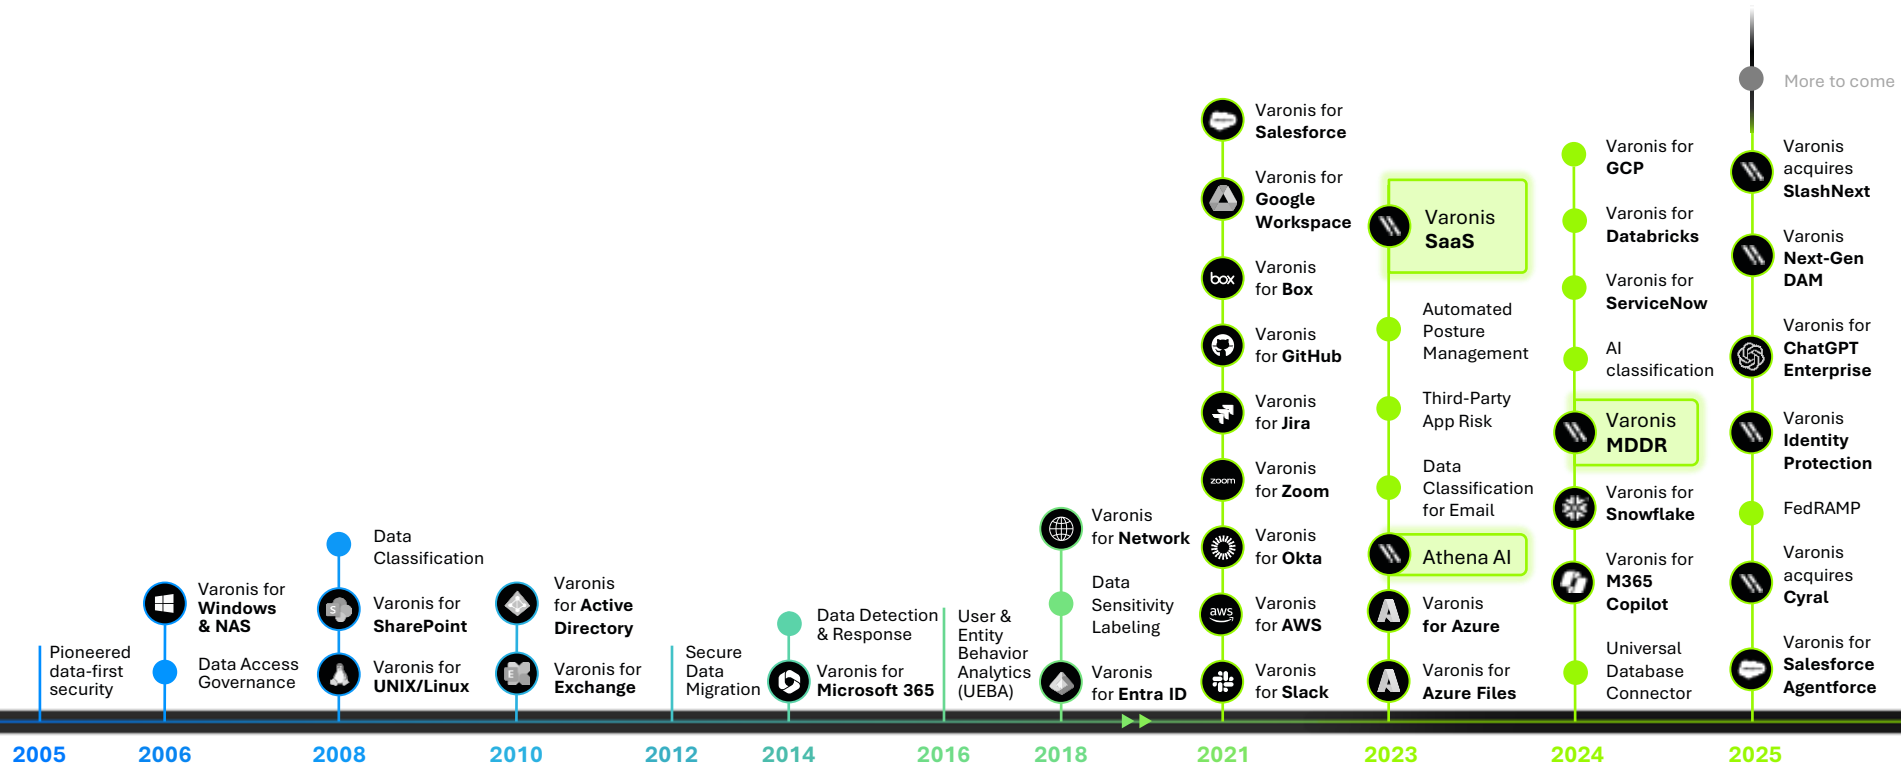 Pioneered
data-first
security
2005
Varonis for
Windows
& NAS
Data Access
Governance
2006
Data
Classification
Varonis for
SharePoint
Varonis for
UNIX/Linux
2008
Varonis
for Active
Directory
Varonis for
Exchange
2010
Secure
Data
Migration
2012
Data Detection
& Response
Varonis for
Microsoft 365
2014
User &
Entity
Behavior
Analytics
(UEBA)
2016
Varonis
for Network
Data
Sensitivity
Labeling
Varonis
for Entra ID
2018
Varonis for
Salesforce
Varonis for
Google
Workspace
box
Varonis
for Box
Varonis
for GitHub
Varonis
for Jira
zoom
Varonis
for Zoom
Varonis
for Okta
aws
Varonis
for AWS
Varonis
for Slack
2021
Varonis
SaaS
Automated
Posture
Management
Third-Party
App Risk
Data
Classification
for Email
Athena AI
Varonis
for Azure
Varonis for
Azure Files
2023
Varonis for
GCP
Varonis for
Databricks
Varonis for
ServiceNow
AI
classification
Varonis
MDDR
Varonis for
Snowflake
Varonis for
M365
Copilot
Universal
Database
Connector
2024
More to come
Varonis
acquires
SlashNext
Varonis
Next-Gen
DAM
Varonis for
ChatGPT
Enterprise
Varonis
Identity
Protection
FedRAMP
Varonis
acquires
Cyral
Varonis for
Salesforce
Agentforce
2025